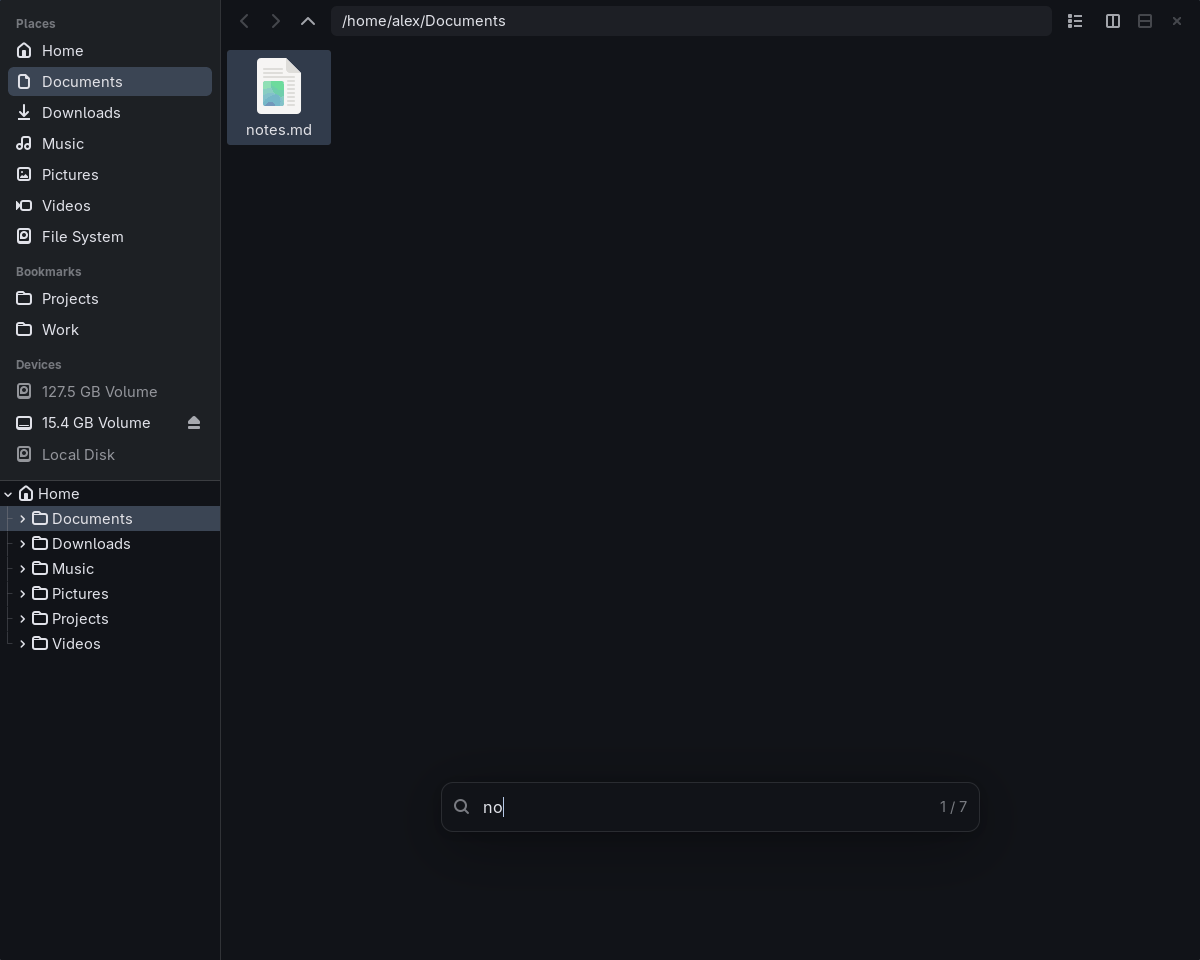 Places
Home
Documents
Downloads
Music
Pictures
Videos
File System
Bookmarks
Projects
Work
Devices
127.5 GB Volume
15.4 GB Volume
Local Disk
Home
Documents
Downloads
Music
Pictures
Projects
Videos
/home/alex/Documents
notes.md
no
1 / 7